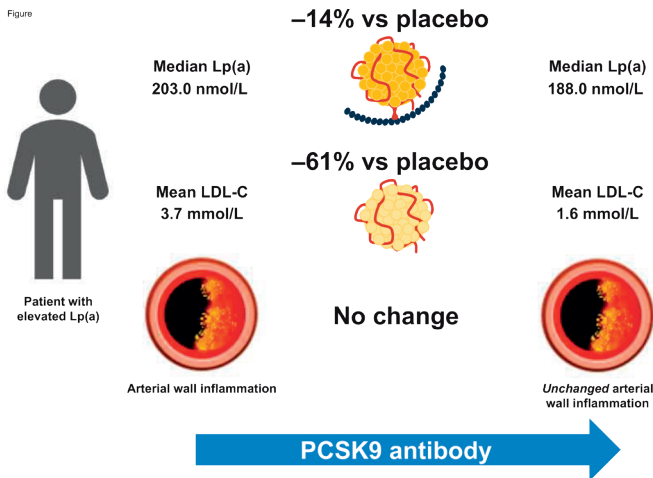 Figure
–14% vs placebo
Median Lp(a)
203.0 nmol/L
Median Lp(a)
188.0 nmol/L
–61% vs placebo
Mean LDL-C
3.7 mmol/L
Mean LDL-C
1.6 mmol/L
Patient with
elevated Lp(a)
No change
Arterial wall inflammation
Unchanged arterial
wall inflammation
PCSK9 antibody